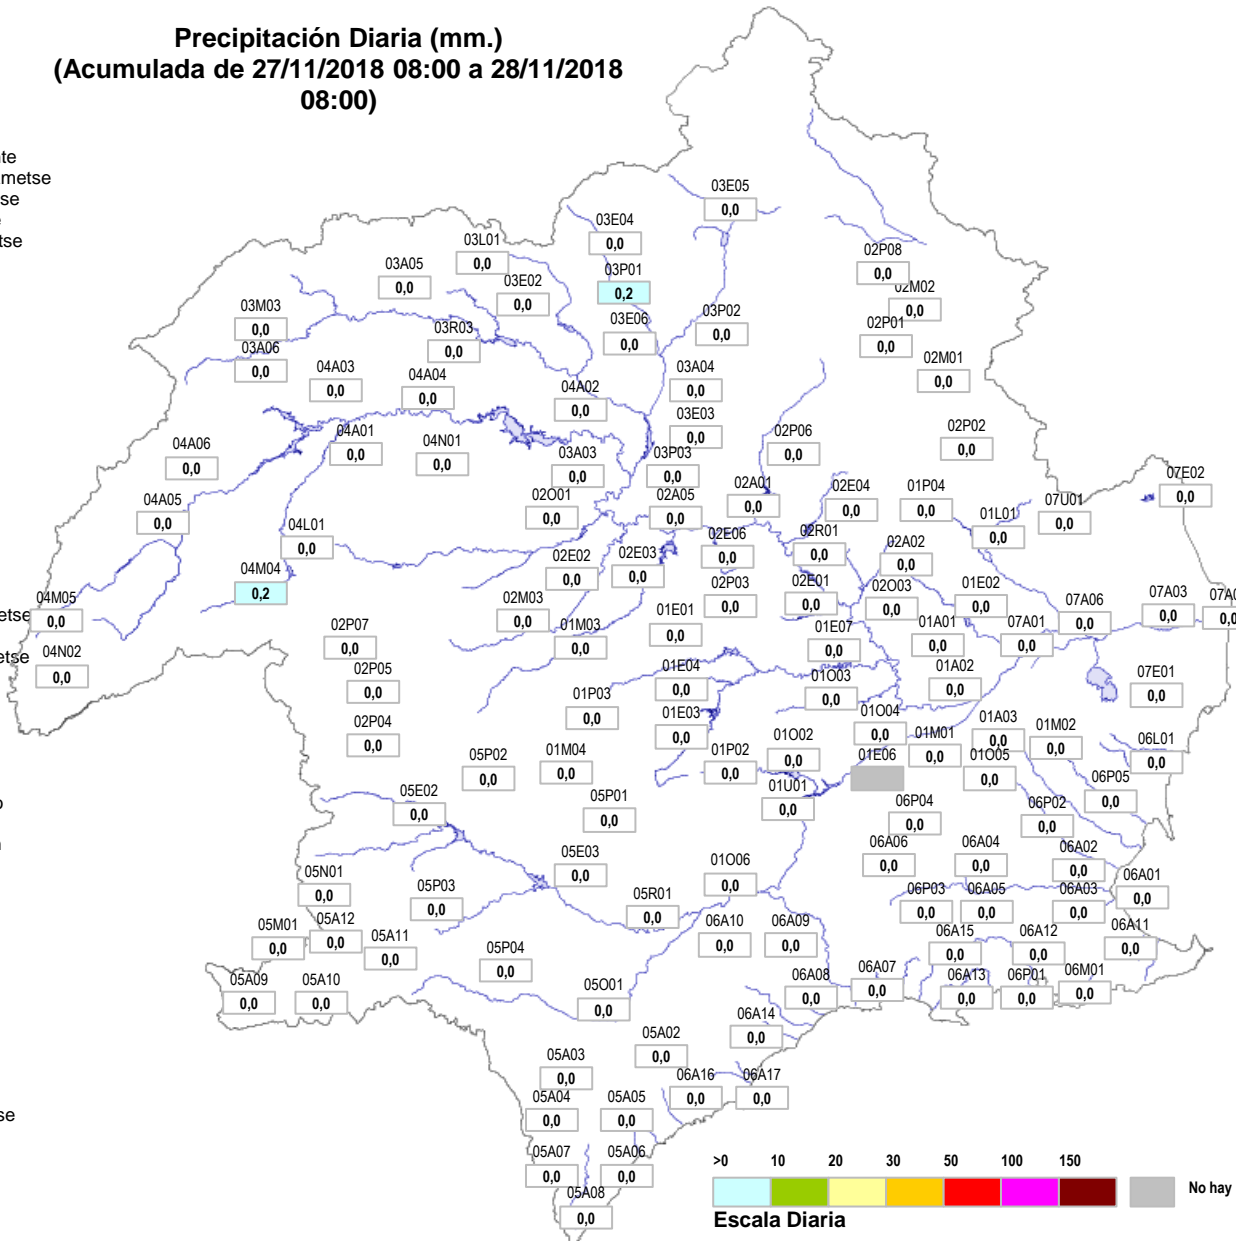 Precipitación Diaria (mm.)
(Acumulada de 27/11/2018 08:00 a 28/11/2018
08:00)
nte
metse
se
tse
03E05
0,0
03E04
0,0
03L01
0,0
02P08
0,0
03A05
0,0
03P01
0,2
03E02
0,0
02M02
0,0
03M03
0,0
03P02
0,0
03E06
0,0
02P01
0,0
03R03
0,0
03A06
0,0
02M01
0,0
04A03
0,0
04A04
0,0
03A04
0,0
04A02
0,0
03E03
0,0
04A01
0,0
04A06
0,0
04N01
0,0
02P06
0,0
02P02
0,0
03A03
0,0
03P03
0,0
07E02
0,0
04A05
0,0
02O01
0,0
02A05
0,0
02A01
0,0
02E04
0,0
01P04
0,0
07U01
0,0
01L01
0,0
04L01
0,0
02E06
0,0
02R01
0,0
02A02
0,0
02E02
0,0
02E03
0,0
04M04
0,2
02P03
0,0
02E01
0,0
02O03
0,0
01E02
0,0
07A03
0,0
07A0
0,0
04M05
0,0
etse
02M03
0,0
01E01
0,0
07A06
0,0
02P07
0,0
01M03
0,0
01E07
0,0
01A01
0,0
07A01
0,0
etse
04N02
0,0
02P05
0,0
01E04
0,0
01O03
0,0
01A02
0,0
07E01
0,0
01P03
0,0
01E03
0,0
01O04
0,0
01A03
0,0
01M02
0,0
02P04
0,0
01M01
0,0
06L01
0,0
05P02
0,0
01M04
0,0
01P02
0,0
01O02
0,0
01E06
01O05
0,0
06P05
0,0
05E02
0,0
05P01
0,0
01U01
0,0
06P04
0,0
06P02
0,0
05E03
0,0
01O06
0,0
06A06
0,0
06A04
0,0
06A02
0,0
05N01
0,0
05P03
0,0
05R01
0,0
06P03
0,0
06A05
0,0
06A03
0,0
06A01
0,0
05M01
0,0
05A12
0,0
05A11
0,0
06A10
0,0
06A09
0,0
06A15
0,0
06A12
0,0
06A11
0,0
05P04
0,0
05A09
0,0
05A10
0,0
05O01
0,0
06A08
0,0
06A07
0,0
06A13
0,0
06P01
0,0
06M01
0,0
06A14
0,0
05A02
0,0
05A03
0,0
06A16
0,0
06A17
0,0
05A04
0,0
05A05
0,0
se
05A07
0,0
05A06
0,0
05A08
0,0
>0 10 20 30 50 100 150
No hay
Escala Diaria